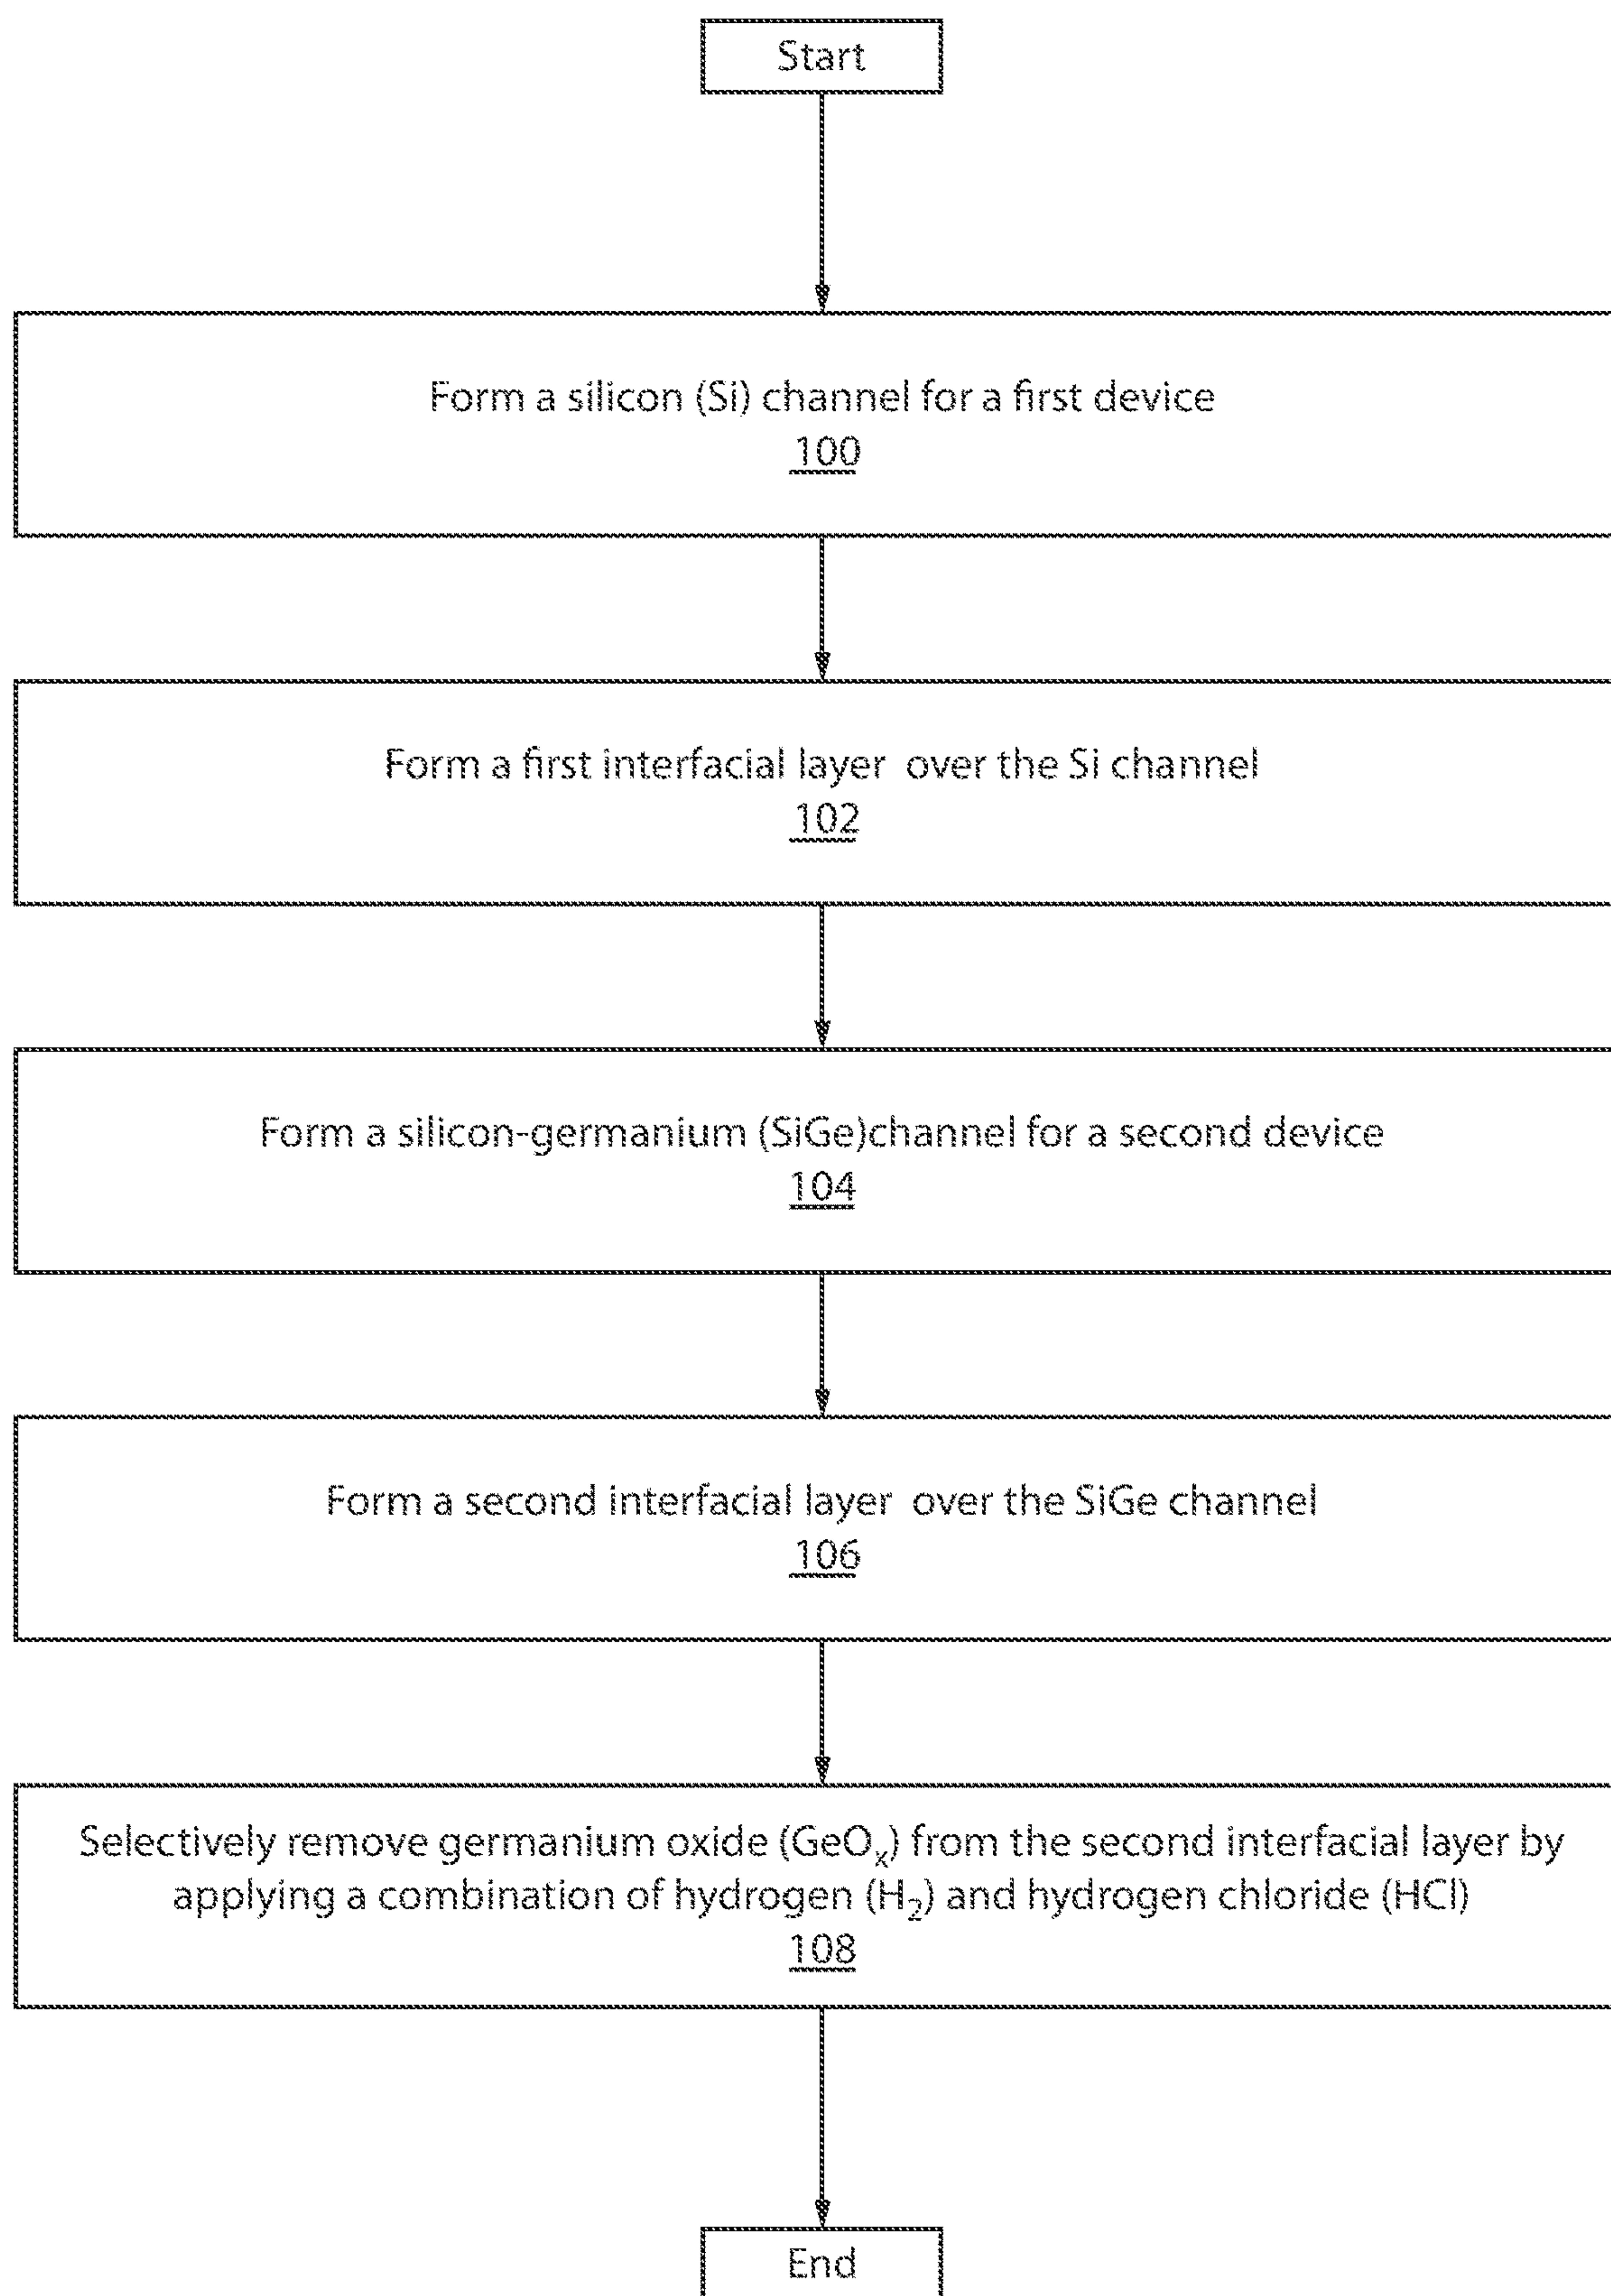 Start
Form a silicon (Si) channel for a first device
100
Form a first interfacial layer  over the Si channel
102
Form a silicon-germanium (SiGe)channel for a second device
104
Form a second interfacial layer  over the SiGe channel
106
Selectively remove germanium oxide (GeOₓ) from the second interfacial layer by
applying a combination of hydrogen (H₂) and hydrogen chloride (HCl)
108
End